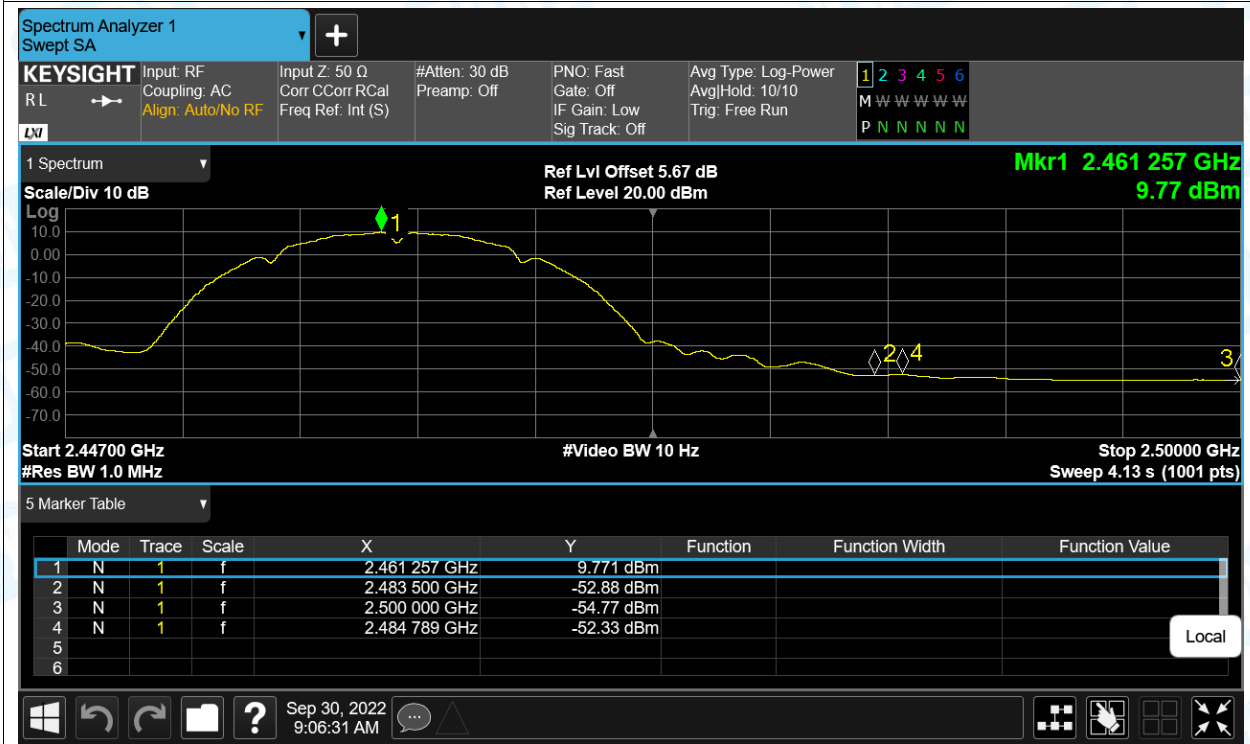 Spectrum Analyzer 1
Swept SA
+
KEYSIGHT
R L
LXI
Input: RF
Coupling: AC
Align: Auto/No RF
Input Z: 50 Ω
Corr CCorr RCal
Freq Ref: Int (S)
#Atten: 30 dB
Preamp: Off
PNO: Fast
Gate: Off
IF Gain: Low
Sig Track: Off
Avg Type: Log-Power
Avg|Hold: 10/10
Trig: Free Run
1 2 3 4 5 6
M W W W W W W
P N N N N N
1 Spectrum
Scale/Div 10 dB
Ref Lvl Offset 5.67 dB
Ref Level 20.00 dBm
Mkr1 2.461 257 GHz
9.77 dBm
Log
10.0
0.00
-10.0
-20.0
-30.0
-40.0
-50.0
-60.0
-70.0
1
2
4
3
Start 2.44700 GHz
#Video BW 10 Hz
Stop 2.50000 GHz
#Res BW 1.0 MHz
Sweep 4.13 s (1001 pts)
5 Marker Table
Mode Trace Scale X Y Function Function Width Function Value
1 N 1 f 2.461 257 GHz 9.771 dBm
2 N 1 f 2.483 500 GHz -52.88 dBm
3 N 1 f 2.500 000 GHz -54.77 dBm
4 N 1 f 2.484 789 GHz -52.33 dBm
5
6
Local
?
Sep 30, 2022
9:06:31 AM